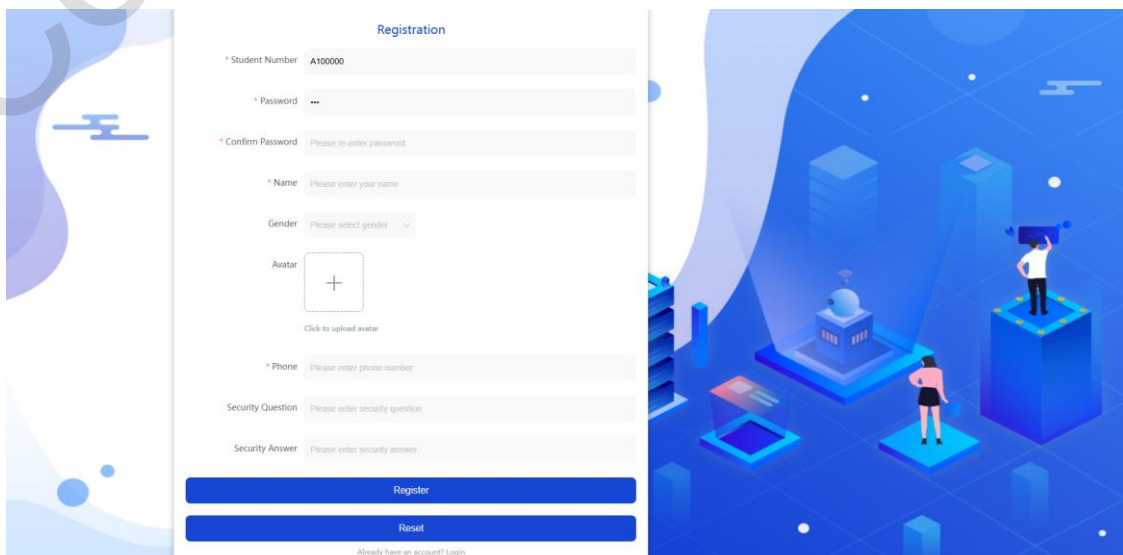 Registration
* Student Number A100000
* Password •••
* Confirm Password Please re-enter password
* Name Please enter your name
Gender Please select gender
Avatar
Click to upload avatar
* Phone Please enter phone number
Security Question Please enter security question
Security Answer Please enter security answer
Register
Reset
Already have an account? Login